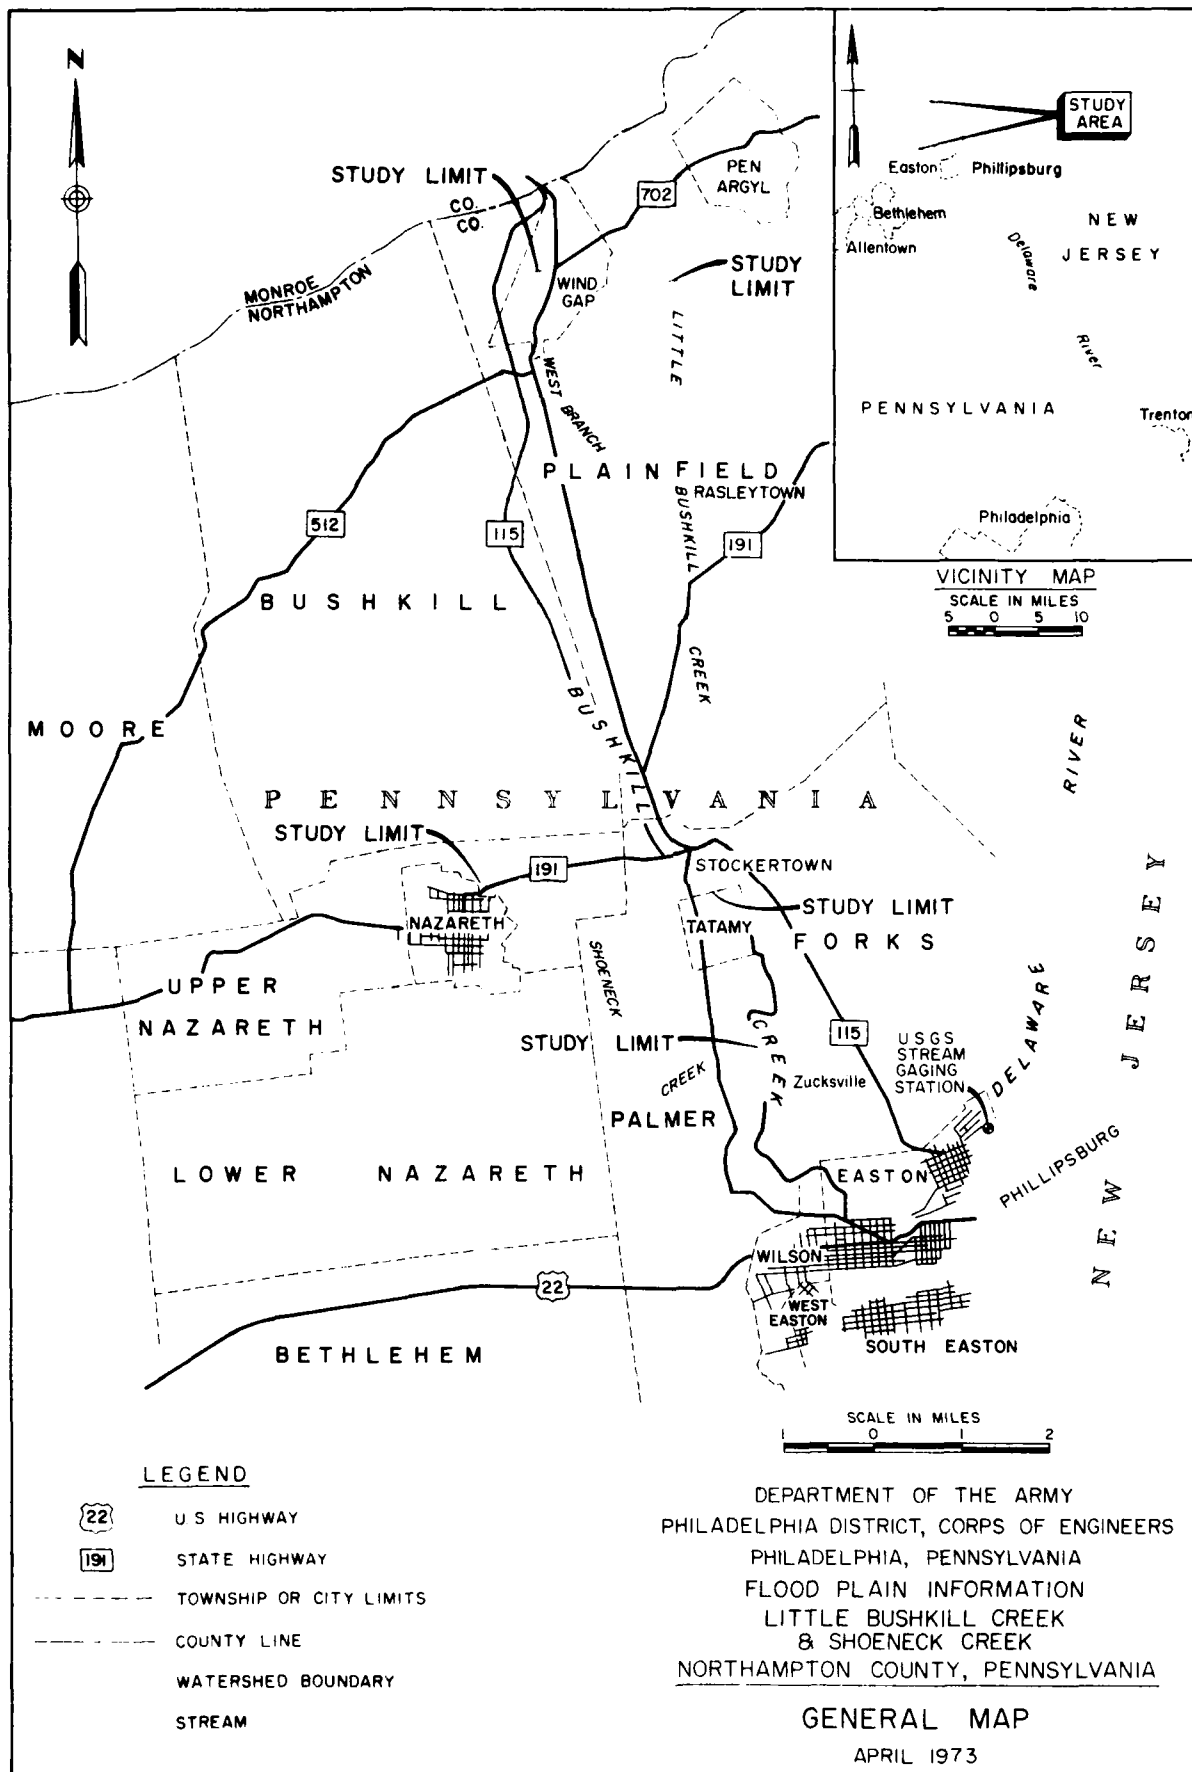 N
STUDY LIMIT
CO.
CO.
MONROE
NORTHAMPTON
702
PEN
ARGYL
STUDY
LIMIT
WIND
GAP
LITTLE
WEST BRANCH
PLAINFIELD
RASLEYTOWN
BUSHKILL
512
115
191
BUSHKILL
CREEK
MOORE
BUSHKILL
PENNSYLVANIA
STUDY LIMIT
191
STOCKERTOWN
NAZARETH
TATAMY
STUDY LIMIT
FORKS
SHOENECK
UPPER
NAZARETH
STUDY LIMIT
CREEK
CREEK
115
Zucksville
USGS
STREAM
GAGING
STATION
DELAWARE
RIVER
NEW JERSEY
PALMER
LOWER NAZARETH
EASTON
PHILLIPSBURG
WILSON
22
WEST
EASTON
SOUTH EASTON
BETHLEHEM
STUDY
AREA
Easton
Phillipsburg
Bethlehem
Allentown
NEW
JERSEY
Delaware
River
PENNSYLVANIA
Trenton
Philadelphia
VICINITY MAP
SCALE IN MILES
5 0 5 10
SCALE IN MILES
1 0 1 2
LEGEND
22 U.S HIGHWAY
191 STATE HIGHWAY
TOWNSHIP OR CITY LIMITS
COUNTY LINE
WATERSHED BOUNDARY
STREAM
DEPARTMENT OF THE ARMY
PHILADELPHIA DISTRICT, CORPS OF ENGINEERS
PHILADELPHIA, PENNSYLVANIA
FLOOD PLAIN INFORMATION
LITTLE BUSHKILL CREEK
& SHOENECK CREEK
NORTHAMPTON COUNTY, PENNSYLVANIA
GENERAL MAP
APRIL 1973